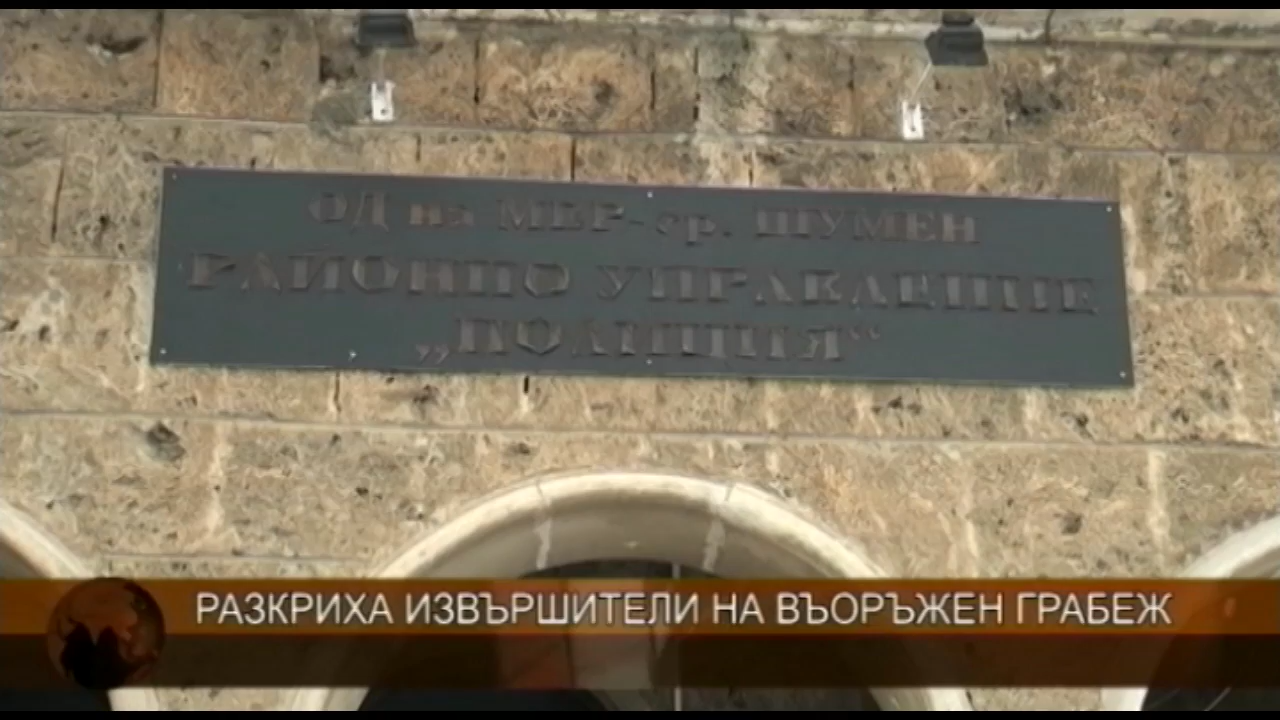 ОД на МВР-гр. ШУМЕН
РАЙОННО УПРАВЛЕНИЕ
„ПОЛИЦИЯ“
РАЗКРИХА ИЗВЪРШИТЕЛИ НА ВЪОРЪЖЕН ГРАБЕЖ